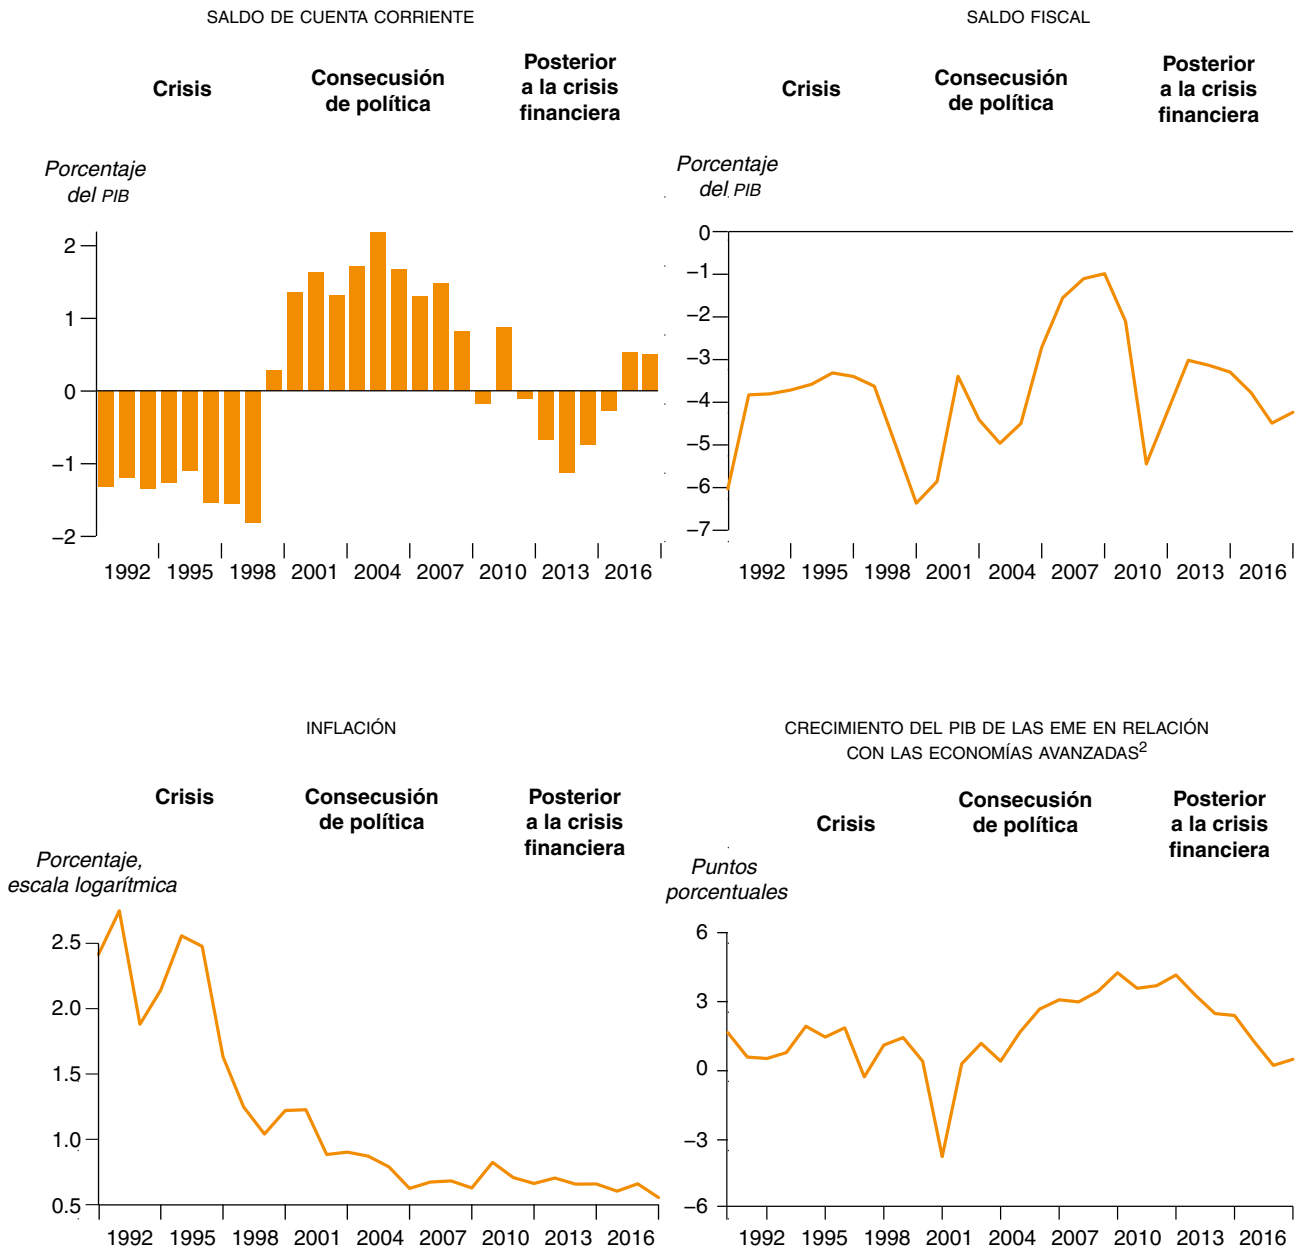 SALDO DE CUENTA CORRIENTE
Crisis
Consecusión
de política
Posterior
a la crisis
financiera
Porcentaje
del PIB
2
1
0
−1
−2
1992 1995 1998 2001 2004 2007 2010 2013 2016
SALDO FISCAL
Crisis
Consecusión
de política
Posterior
a la crisis
financiera
Porcentaje
del PIB
0
−1
−2
−3
−4
−5
−6
−7
1992 1995 1998 2001 2004 2007 2010 2013 2016
INFLACIÓN
Crisis
Consecusión
de política
Posterior
a la crisis
financiera
Porcentaje,
escala logarítmica
2.5
2.0
1.5
1.0
0.5
1992 1995 1998 2001 2004 2007 2010 2013 2016
CRECIMIENTO DEL PIB DE LAS EME EN RELACIÓN
CON LAS ECONOMÍAS AVANZADAS²
Crisis
Consecusión
de política
Posterior
a la crisis
financiera
Puntos
porcentuales
6
3
0
−3
−6
1992 1995 1998 2001 2004 2007 2010 2013 2016